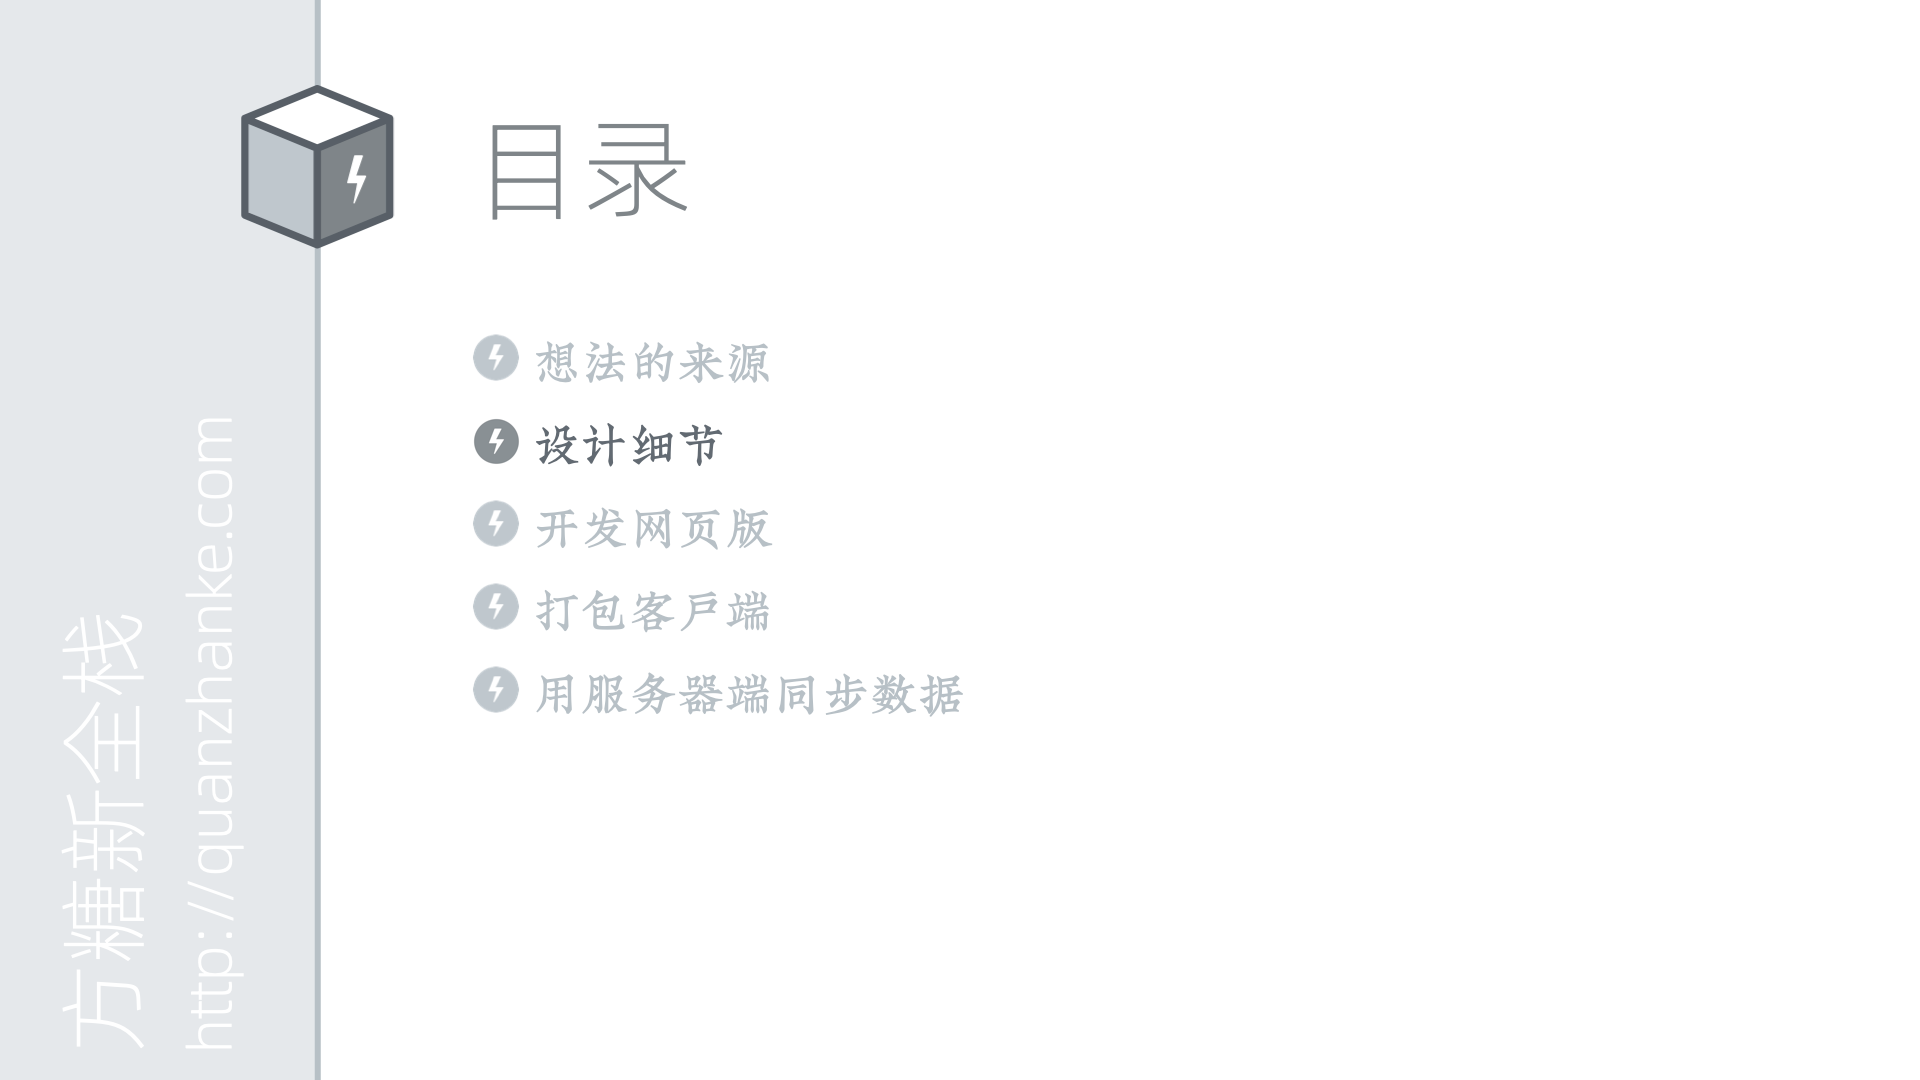 目录
想法的来源
设计细节
开发网页版
打包客户端
用服务器端同步数据
方糖新全栈
http://quanzhanke.com